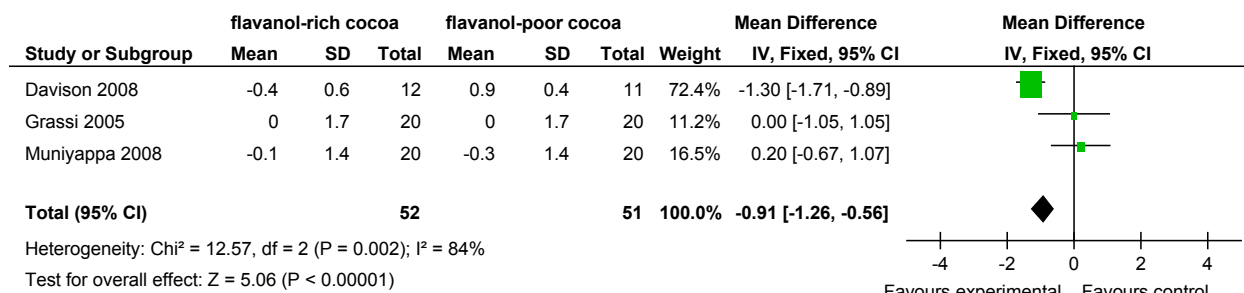 flavanol-rich cocoa flavanol-poor cocoa Mean Difference Mean Difference
Study or Subgroup Mean SD Total Mean SD Total Weight IV, Fixed, 95% CI IV, Fixed, 95% CI
Davison 2008 -0.4 0.6 12 0.9 0.4 11 72.4% -1.30 [-1.71, -0.89]
Grassi 2005 0 1.7 20 0 1.7 20 11.2% 0.00 [-1.05, 1.05]
Muniyappa 2008 -0.1 1.4 20 -0.3 1.4 20 16.5% 0.20 [-0.67, 1.07]
Total (95% CI) 52 51 100.0% -0.91 [-1.26, -0.56]
Heterogeneity: Chi² = 12.57, df = 2 (P = 0.002); I² = 84%
Test for overall effect: Z = 5.06 (P < 0.00001)
-4 -2 0 2 4
Favours experimental Favours control